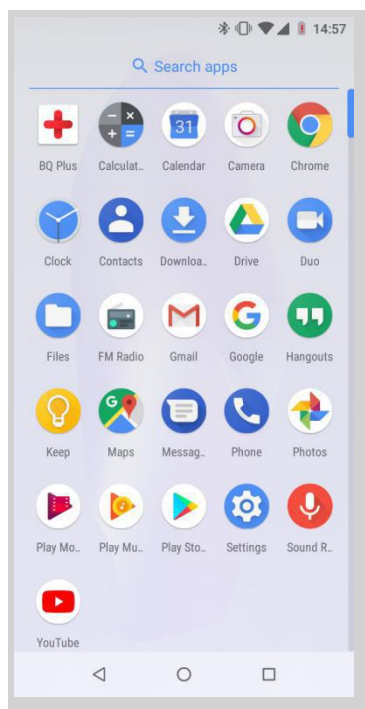 14:57
Search apps
BQ Plus Calculat.. Calendar Camera Chrome
31
Clock Contacts Downloa.. Drive Duo
Files FM Radio Gmail Google Hangouts
Keep Maps Messag.. Phone Photos
Play Mo.. Play Mu.. Play Sto.. Settings Sound R..
YouTube